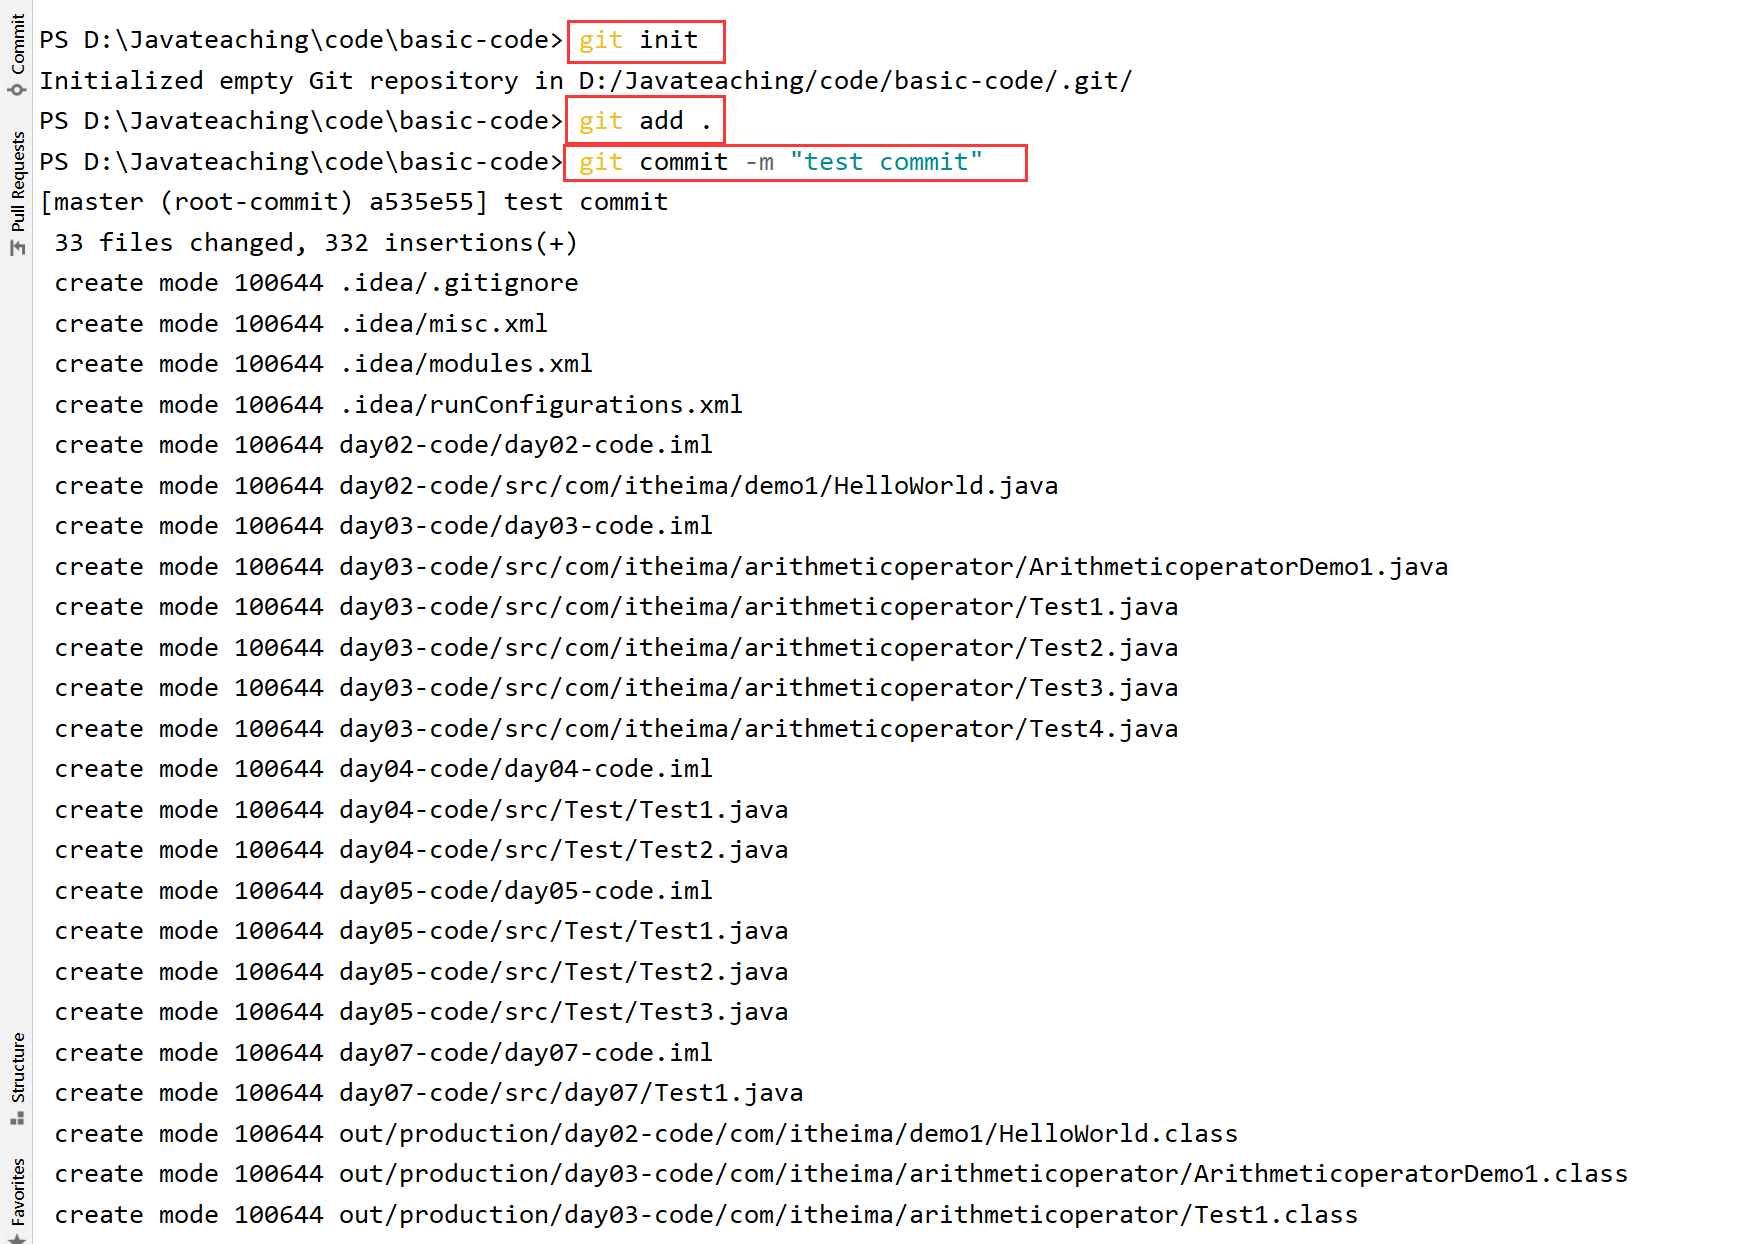 Commit
Pull Requests
Structure
Favorites
PS D:\Javateaching\code\basic-code> git init
Initialized empty Git repository in D:/Javateaching/code/basic-code/.git/
PS D:\Javateaching\code\basic-code> git add .
PS D:\Javateaching\code\basic-code> git commit -m "test commit"
[master (root-commit) a535e55] test commit
 33 files changed, 332 insertions(+)
 create mode 100644 .idea/.gitignore
 create mode 100644 .idea/misc.xml
 create mode 100644 .idea/modules.xml
 create mode 100644 .idea/runConfigurations.xml
 create mode 100644 day02-code/day02-code.iml
 create mode 100644 day02-code/src/com/itheima/demo1/HelloWorld.java
 create mode 100644 day03-code/day03-code.iml
 create mode 100644 day03-code/src/com/itheima/arithmeticoperator/ArithmeticoperatorDemo1.java
 create mode 100644 day03-code/src/com/itheima/arithmeticoperator/Test1.java
 create mode 100644 day03-code/src/com/itheima/arithmeticoperator/Test2.java
 create mode 100644 day03-code/src/com/itheima/arithmeticoperator/Test3.java
 create mode 100644 day03-code/src/com/itheima/arithmeticoperator/Test4.java
 create mode 100644 day04-code/day04-code.iml
 create mode 100644 day04-code/src/Test/Test1.java
 create mode 100644 day04-code/src/Test/Test2.java
 create mode 100644 day05-code/day05-code.iml
 create mode 100644 day05-code/src/Test/Test1.java
 create mode 100644 day05-code/src/Test/Test2.java
 create mode 100644 day05-code/src/Test/Test3.java
 create mode 100644 day07-code/day07-code.iml
 create mode 100644 day07-code/src/day07/Test1.java
 create mode 100644 out/production/day02-code/com/itheima/demo1/HelloWorld.class
 create mode 100644 out/production/day03-code/com/itheima/arithmeticoperator/ArithmeticoperatorDemo1.class
 create mode 100644 out/production/day03-code/com/itheima/arithmeticoperator/Test1.class